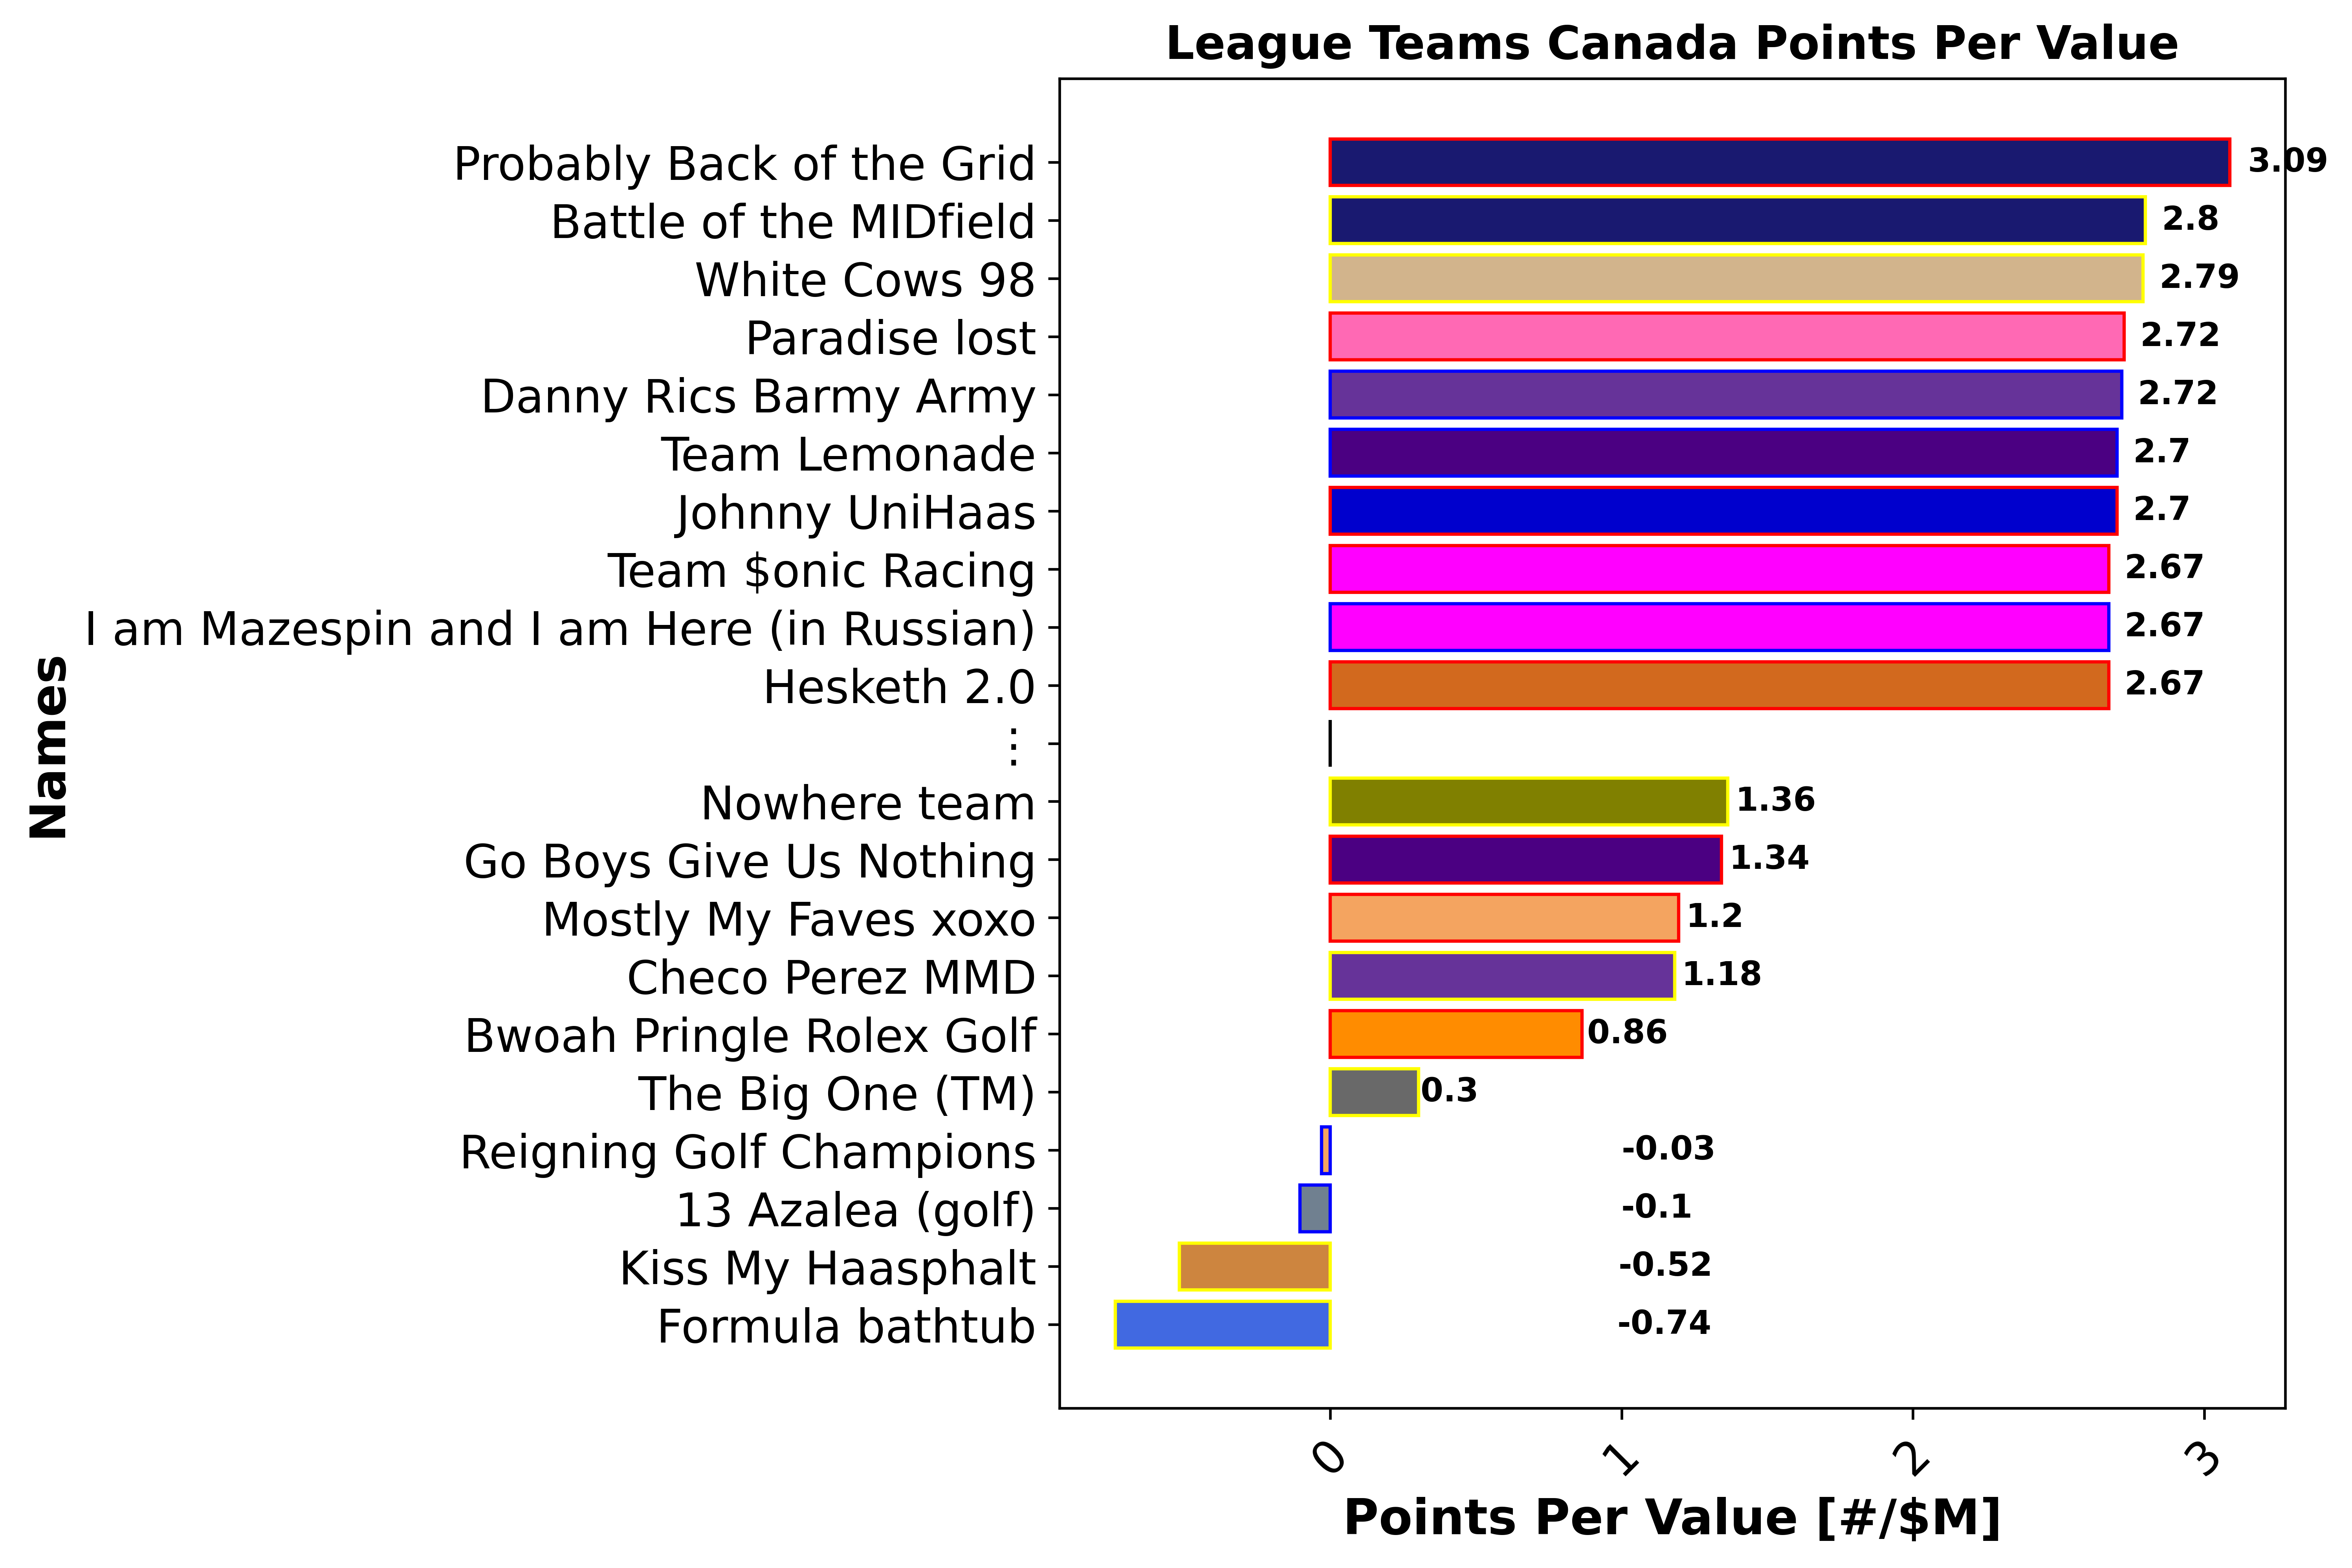 League Teams Canada Points Per Value
Probably Back of the Grid 3.09
Battle of the MIDfield 2.8
White Cows 98 2.79
Paradise lost 2.72
Danny Rics Barmy Army 2.72
Team Lemonade 2.7
Johnny UniHaas 2.7
Team $onic Racing 2.67
I am Mazespin and I am Here (in Russian) 2.67
Hesketh 2.0 2.67
⋮
Nowhere team 1.36
Go Boys Give Us Nothing 1.34
Mostly My Faves xoxo 1.2
Checo Perez MMD 1.18
Bwoah Pringle Rolex Golf 0.86
The Big One (TM) 0.3
Reigning Golf Champions -0.03
13 Azalea (golf) -0.1
Kiss My Haasphalt -0.52
Formula bathtub -0.74
Names
0 1 2 3
Points Per Value [#/$M]